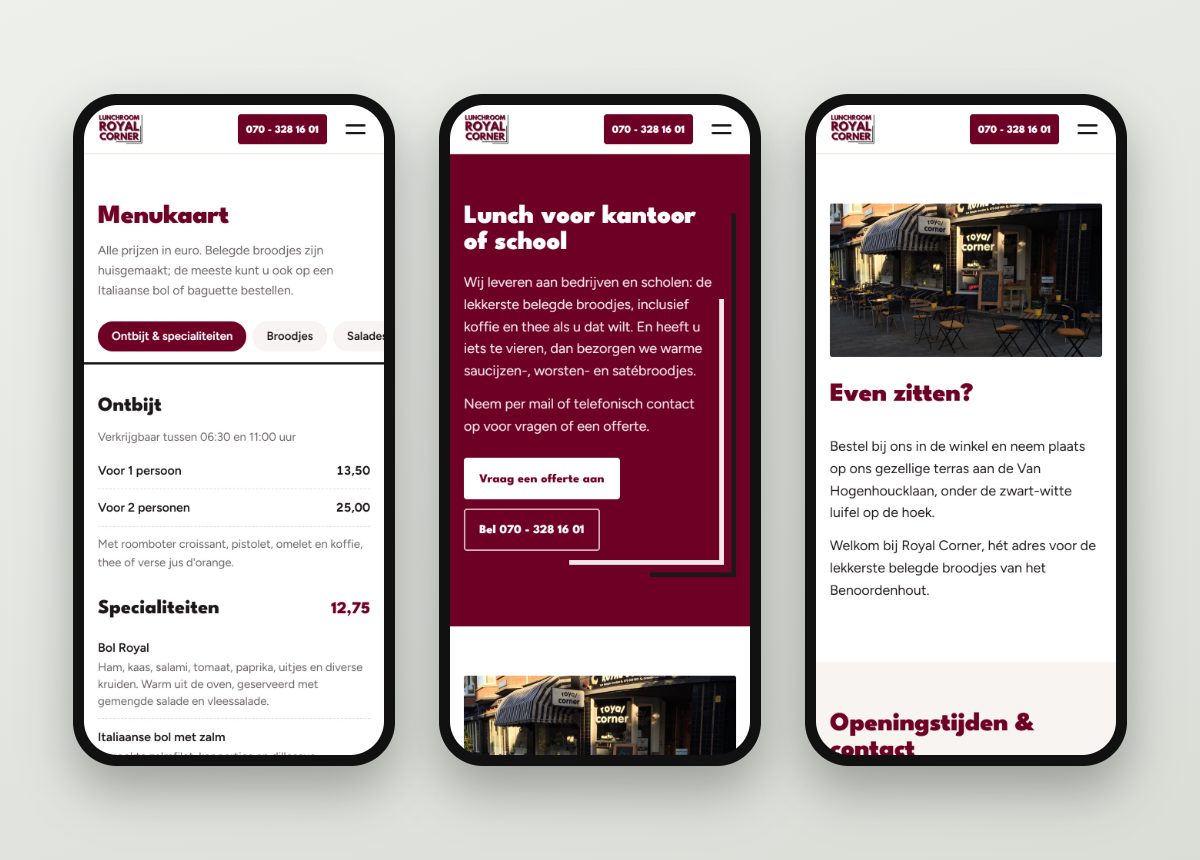 LUNCHROOM
ROYAL
CORNER
070 - 328 16 01
Menukaart
Alle prijzen in euro. Belegde broodjes zijn
huisgemaakt; de meeste kunt u ook op een
Italiaanse bol of baguette bestellen.
Ontbijt & specialiteiten
Broodjes
Salades
Ontbijt
Verkrijgbaar tussen 06:30 en 11:00 uur
Voor 1 persoon 13,50
Voor 2 personen 25,00
Met roomboter croissant, pistolet, omelet en koffie,
thee of verse jus d'orange.
Specialiteiten 12,75
Bol Royal
Ham, kaas, salami, tomaat, paprika, uitjes en diverse
kruiden. Warm uit de oven, geserveerd met
gemengde salade en vleessalade.
Italiaanse bol met zalm
LUNCHROOM
ROYAL
CORNER
070 - 328 16 01
Lunch voor kantoor
of school
Wij leveren aan bedrijven en scholen: de
lekkerste belegde broodjes, inclusief
koffie en thee als u dat wilt. En heeft u
iets te vieren, dan bezorgen we warme
saucijzen-, worsten- en satébroodjes.
Neem per mail of telefonisch contact
op voor vragen of een offerte.
Vraag een offerte aan
Bel 070 - 328 16 01
royal
corner
royal
corner
LUNCHROOM
ROYAL
CORNER
070 - 328 16 01
royal
corner
royal
corner
Even zitten?
Bestel bij ons in de winkel en neem plaats
op ons gezellige terras aan de Van
Hogenhoucklaan, onder de zwart-witte
luifel op de hoek.
Welkom bij Royal Corner, hét adres voor de
lekkerste belegde broodjes van het
Benoordenhout.
Openingstijden &
contact